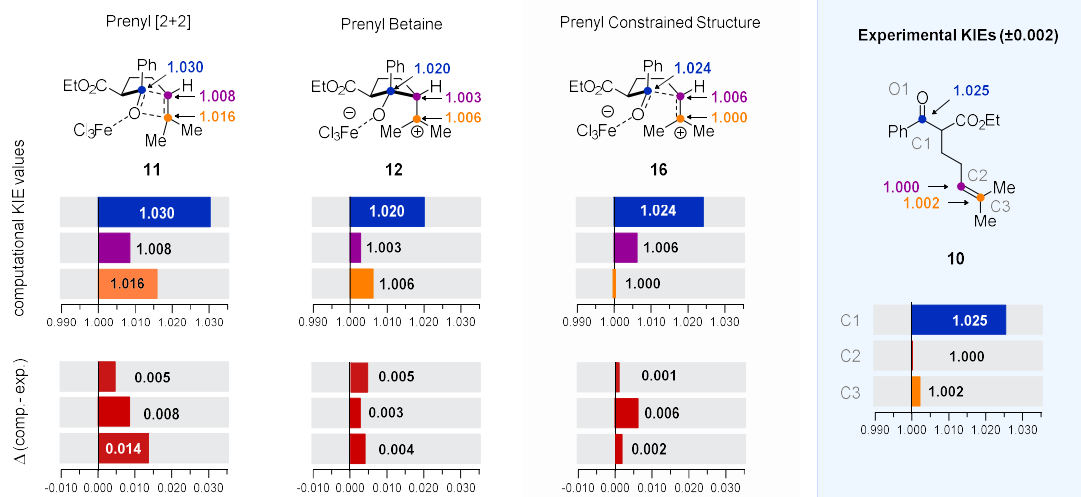 Prenyl [2+2]
Prenyl Betaine
Prenyl Constrained Structure
Experimental KIEs (±0.002)
Ph
1.030
EtO2C
H
1.008
O
1.016
Cl3Fe
Me
Me
11
Ph
1.020
EtO2C
H
1.003
⊖
O
1.006
Cl3Fe
Me
⊕
Me
12
Ph
1.024
EtO2C
H
1.006
⊖
O
1.000
Cl3Fe
Me
⊕
Me
16
O1
O
1.025
Ph
CO2Et
C1
C2
1.000
Me
1.002
C3
Me
10
computational KIE values
1.030
1.008
1.016
0.990 1.000 1.010 1.020 1.030
1.020
1.003
1.006
0.990 1.000 1.010 1.020 1.030
1.024
1.006
1.000
0.990 1.000 1.010 1.020 1.030
C1
1.025
C2
1.000
C3
1.002
0.990 1.000 1.010 1.020 1.030
Δ (comp.- exp.)
0.005
0.008
0.014
-0.010 0.000 0.010 0.020 0.030
0.005
0.003
0.004
-0.010 0.000 0.010 0.020 0.030
0.001
0.006
0.002
-0.010 0.000 0.010 0.020 0.030